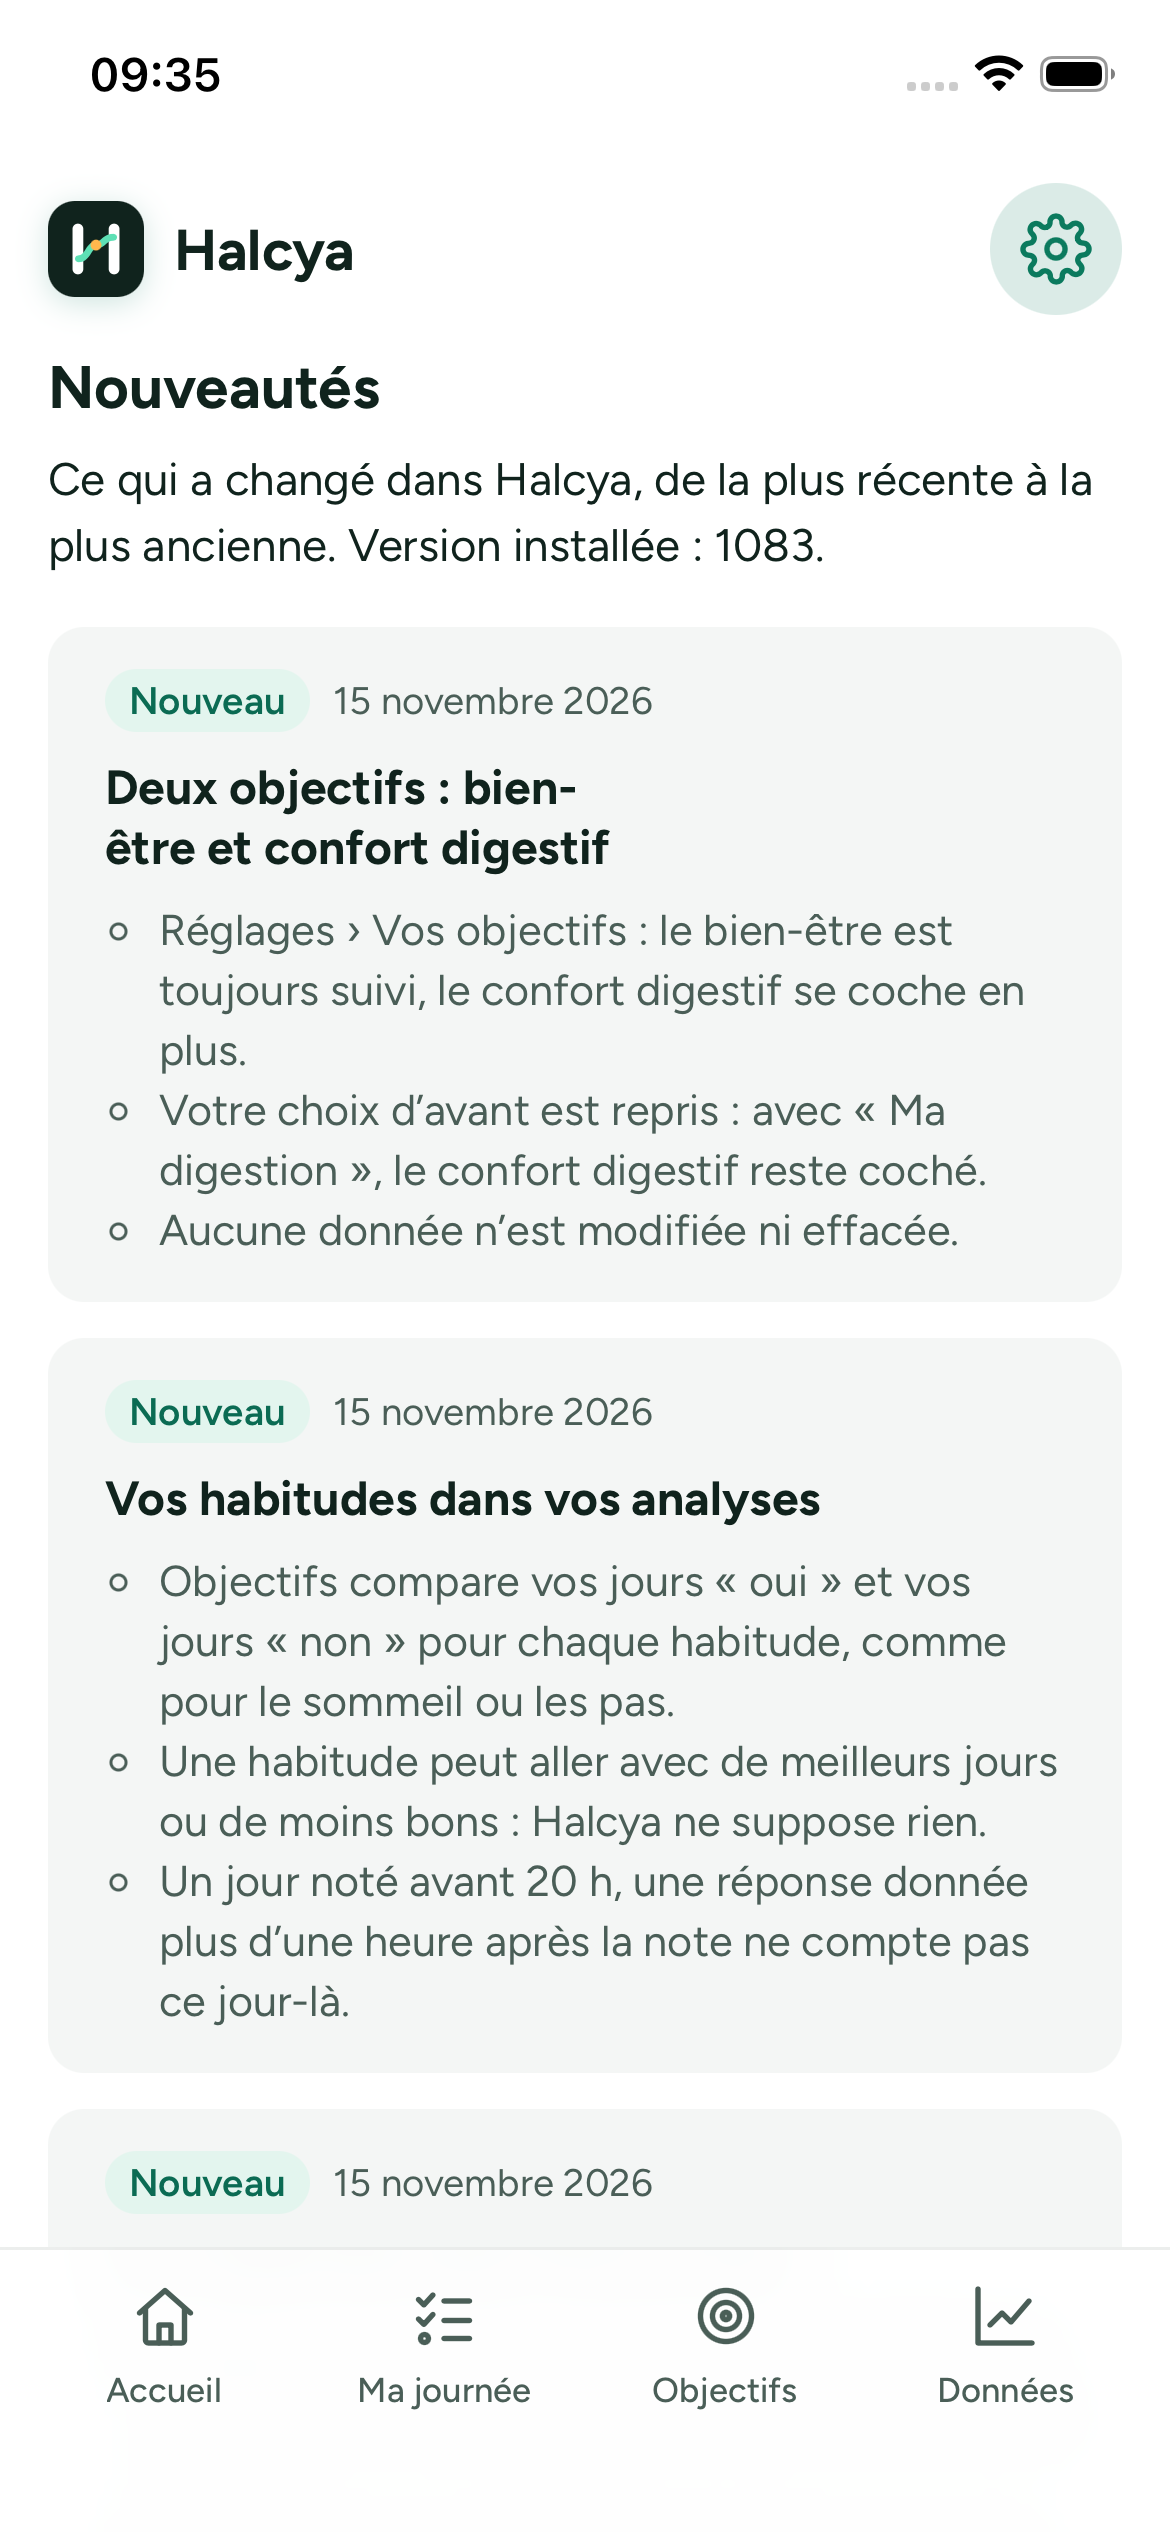 09:35
Halcya
Nouveautés
Ce qui a changé dans Halcya, de la plus récente à la
plus ancienne. Version installée : 1083.
Nouveau 15 novembre 2026
Deux objectifs : bien-
être et confort digestif
Réglages › Vos objectifs : le bien-être est
toujours suivi, le confort digestif se coche en
plus.
Votre choix d’avant est repris : avec « Ma
digestion », le confort digestif reste coché.
Aucune donnée n’est modifiée ni effacée.
Nouveau 15 novembre 2026
Vos habitudes dans vos analyses
Objectifs compare vos jours « oui » et vos
jours « non » pour chaque habitude, comme
pour le sommeil ou les pas.
Une habitude peut aller avec de meilleurs jours
ou de moins bons : Halcya ne suppose rien.
Un jour noté avant 20 h, une réponse donnée
plus d’une heure après la note ne compte pas
ce jour-là.
Nouveau 15 novembre 2026
Accueil Ma journée Objectifs Données